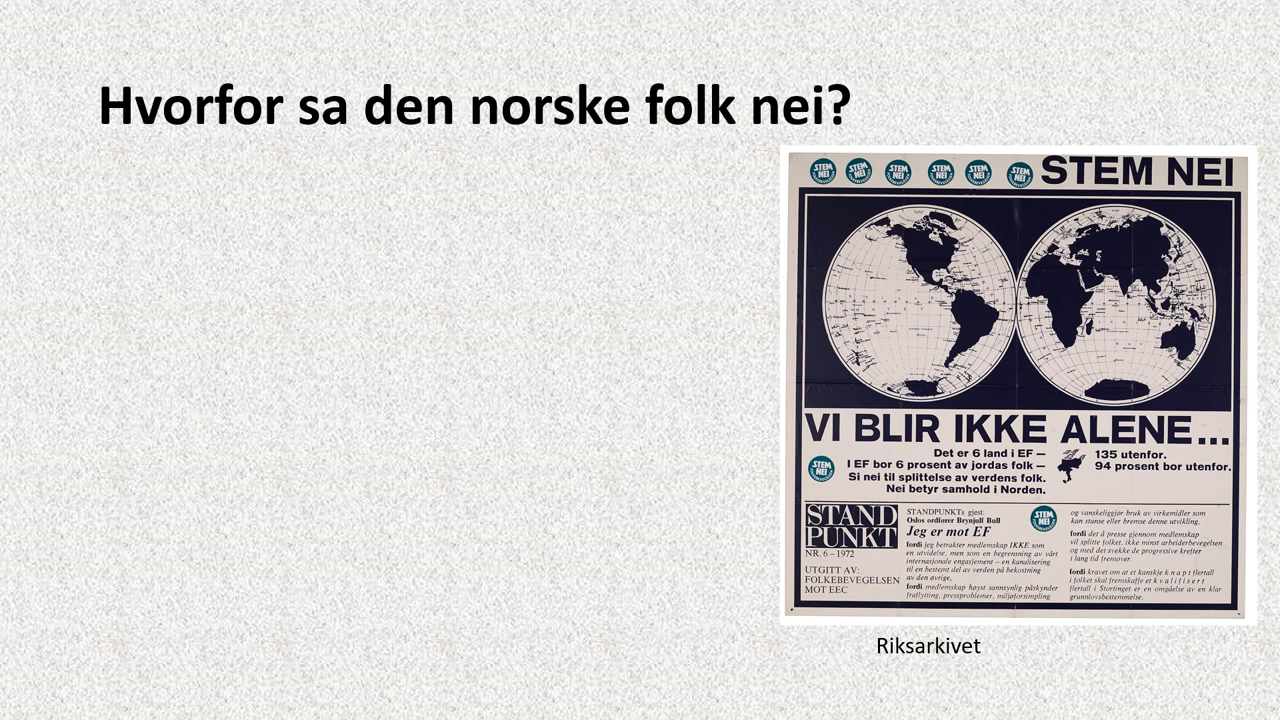 Hvorfor sa den norske folk nei?
STEM NEI
STEM NEI
STEM NEI
STEM NEI
STEM NEI
STEM NEI
STEM NEI
VI BLIR IKKE ALENE...
Det er 6 land i EF —
I EF bor 6 prosent av jordas folk —
Si nei til splittelse av verdens folk.
Nei betyr samhold i Norden.
135 utenfor.
94 prosent bor utenfor.
STEM NEI
STAND
PUNKT
NR. 6 – 1972
UTGITT AV:
FOLKEBEVEGELSEN
MOT EEC
STANDPUNKTs gjest:
Oslos ordfører Brynjulf Bull
Jeg er mot EF
fordi jeg betrakter medlemskap IKKE som
en utvidelse, men som en begrensning av vårt
internasjonale engasjement – en kanalisering
til en bestemt del av verden på bekostning
av den øvrige.
fordi medlemskap høyst sannsynlig påskynder
fraflytting, pressproblemer, miljøforsimpling
STEM NEI
og vanskeliggjør bruk av virkemidler som
kan stanse eller bremse denne utvikling,
fordi det å presse gjennom medlemskap
vil splitte folket, ikke minst arbeiderbevegelsen
og med det svekke de progressive krefter
i lang tid fremover.
fordi kravet om at et kanskje knapt flertall
i folket skal fremskaffe et kvalifisert
flertall i Stortinget er en omgåelse av en klar
grunnlovsbestemmelse.
Riksarkivet